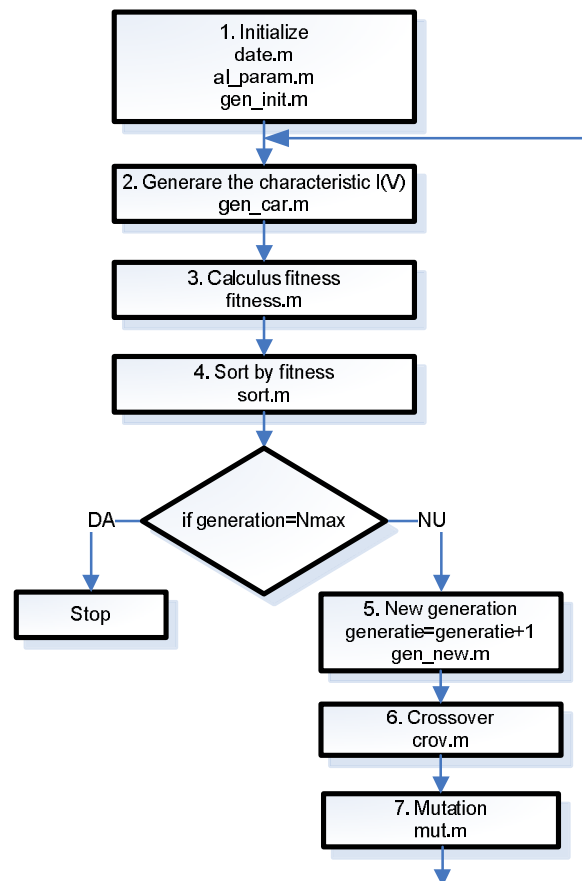 1. Initialize
date.m
al_param.m
gen_init.m
2. Generare the characteristic I(V)
gen_car.m
3. Calculus fitness
fitness.m
4. Sort by fitness
sort.m
if generation=Nmax
DA
NU
Stop
5. New generation
generatie=generatie+1
gen_new.m
6. Crossover
crov.m
7. Mutation
mut.m